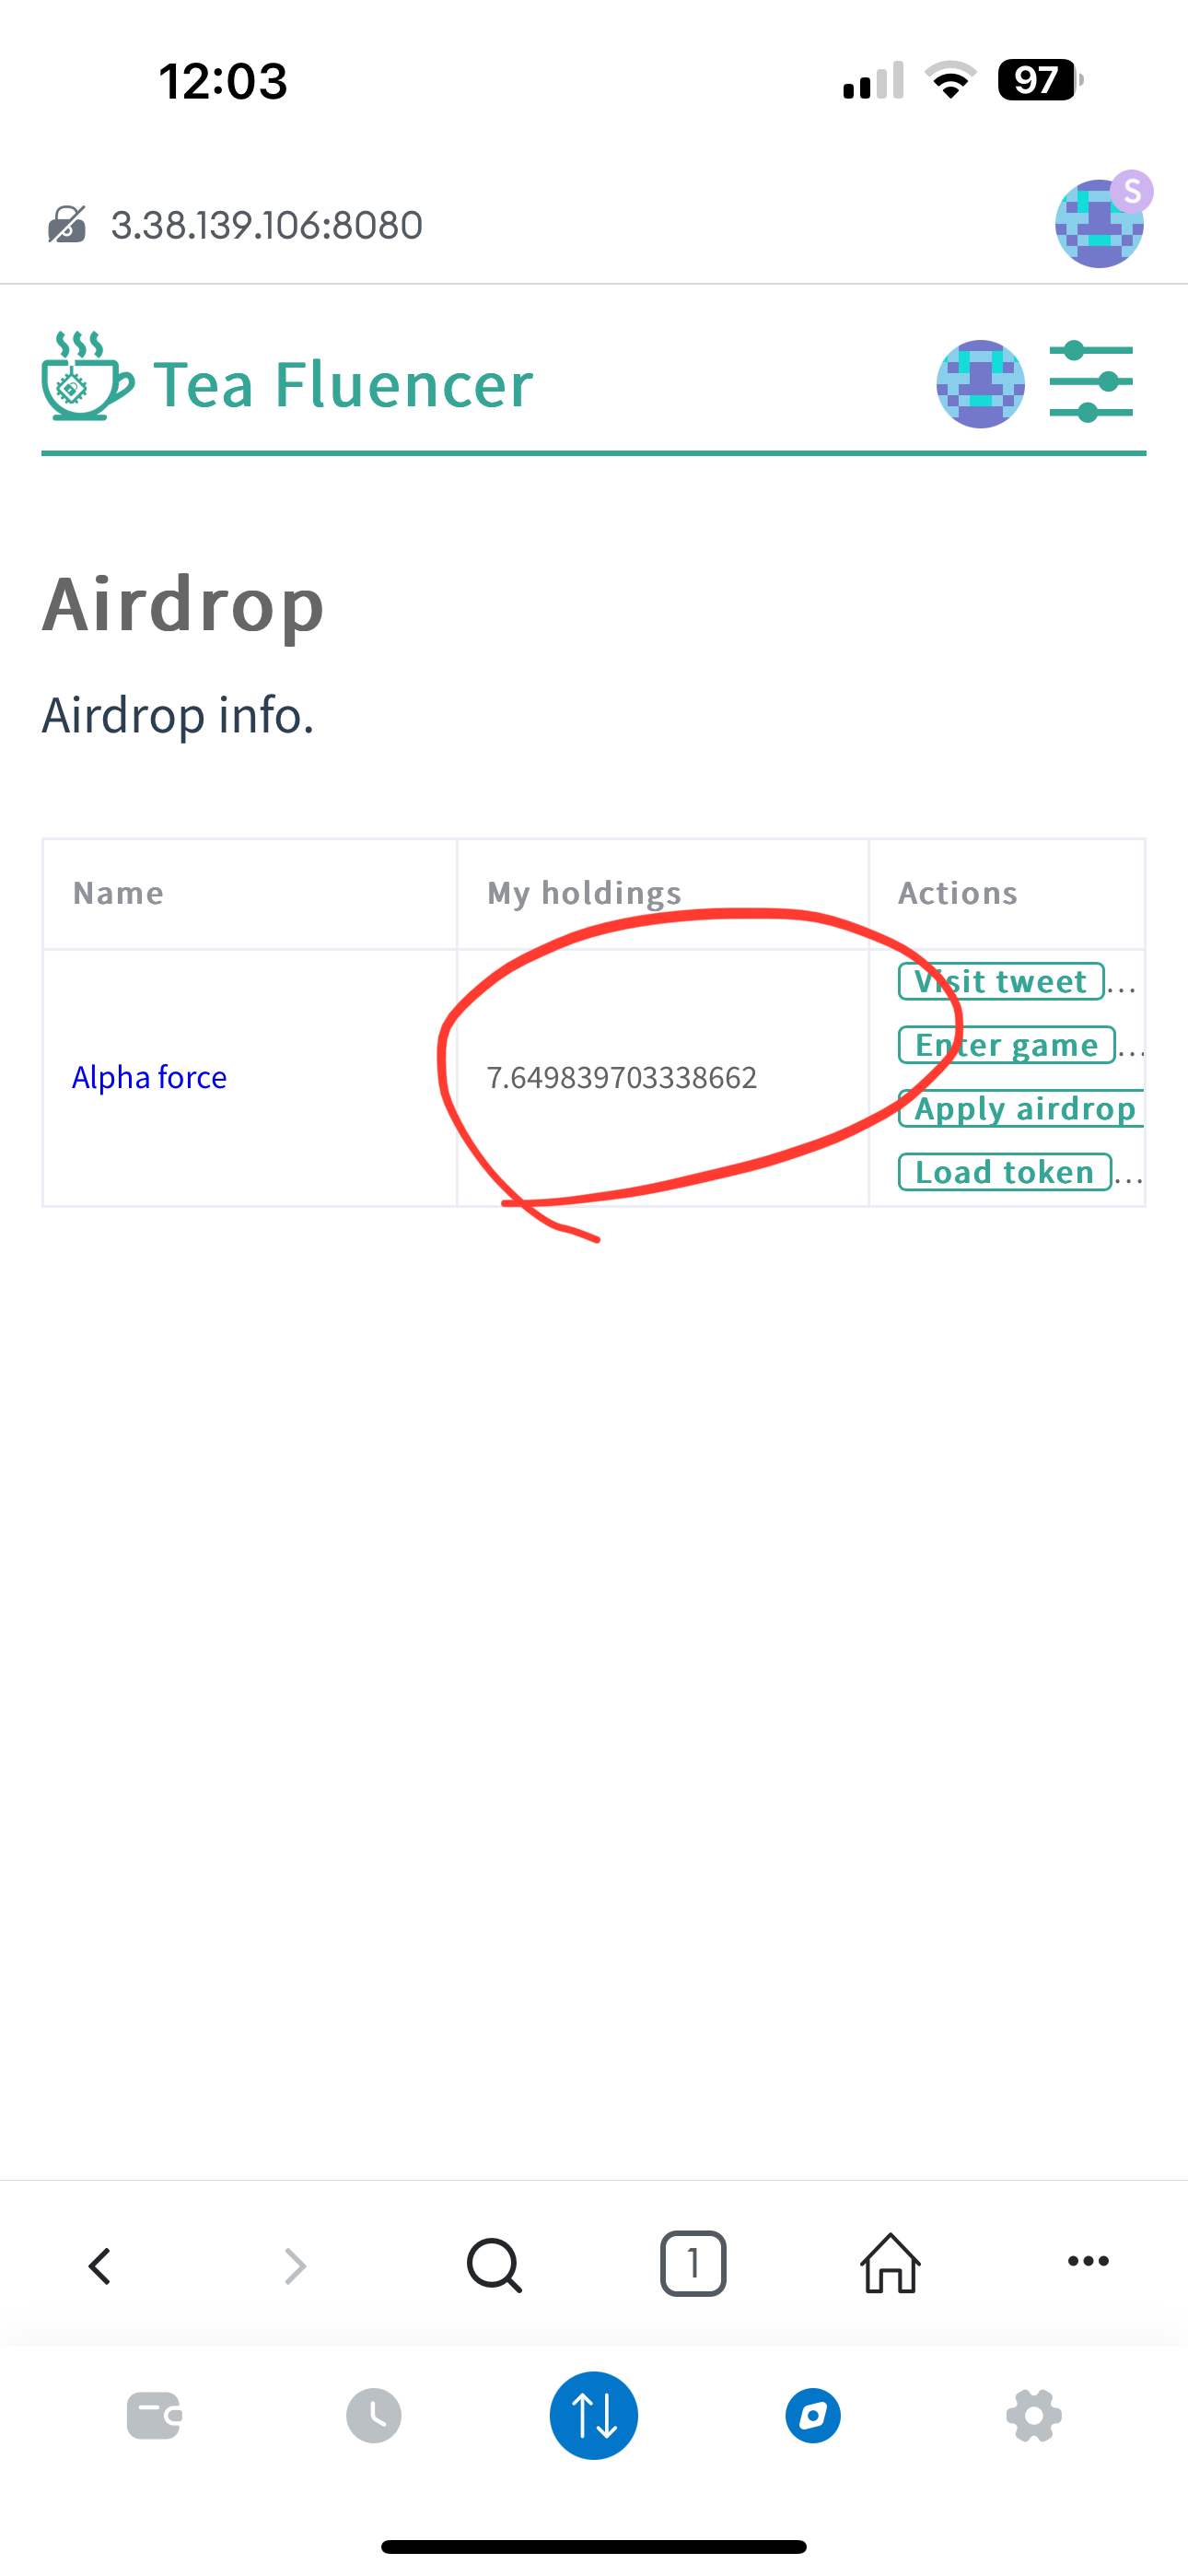 12:03
97
3.38.139.106:8080
S
Tea Fluencer
Airdrop
Airdrop info.
Name
My holdings
Actions
Alpha force
7.649839703338662
Visit tweet ...
Enter game ...
Apply airdrop
Load token ...
1